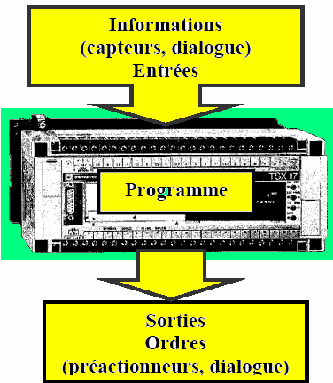 Informations
(capteurs, dialogue)
Entrées
Programme
TSX 17
Sorties
Ordres
(préactionneurs, dialogue)